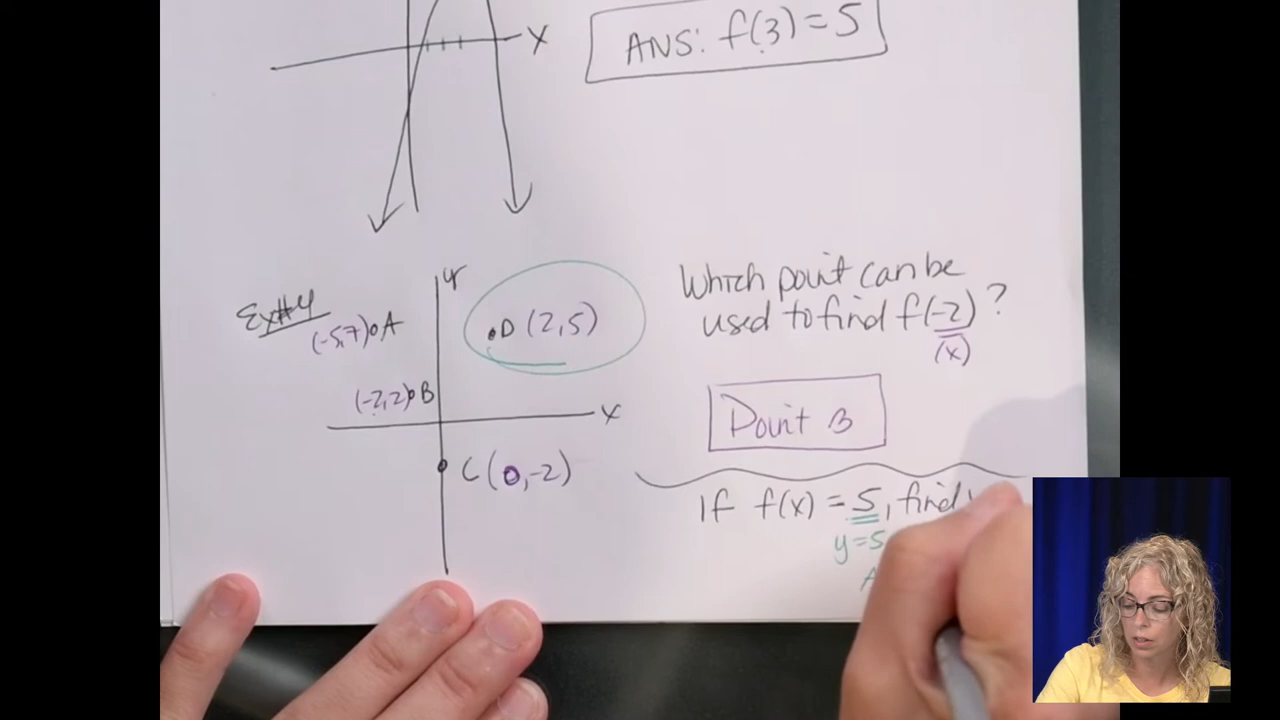 X
ANS: f(3)=5
Ex#4
y
(-5,7) A
D (2,5)
(-2,2) B
X
C(0,-2)
Which point can be
used to find f(-2)?
(x)
Point B
If f(x) = 5, find
y=5
A